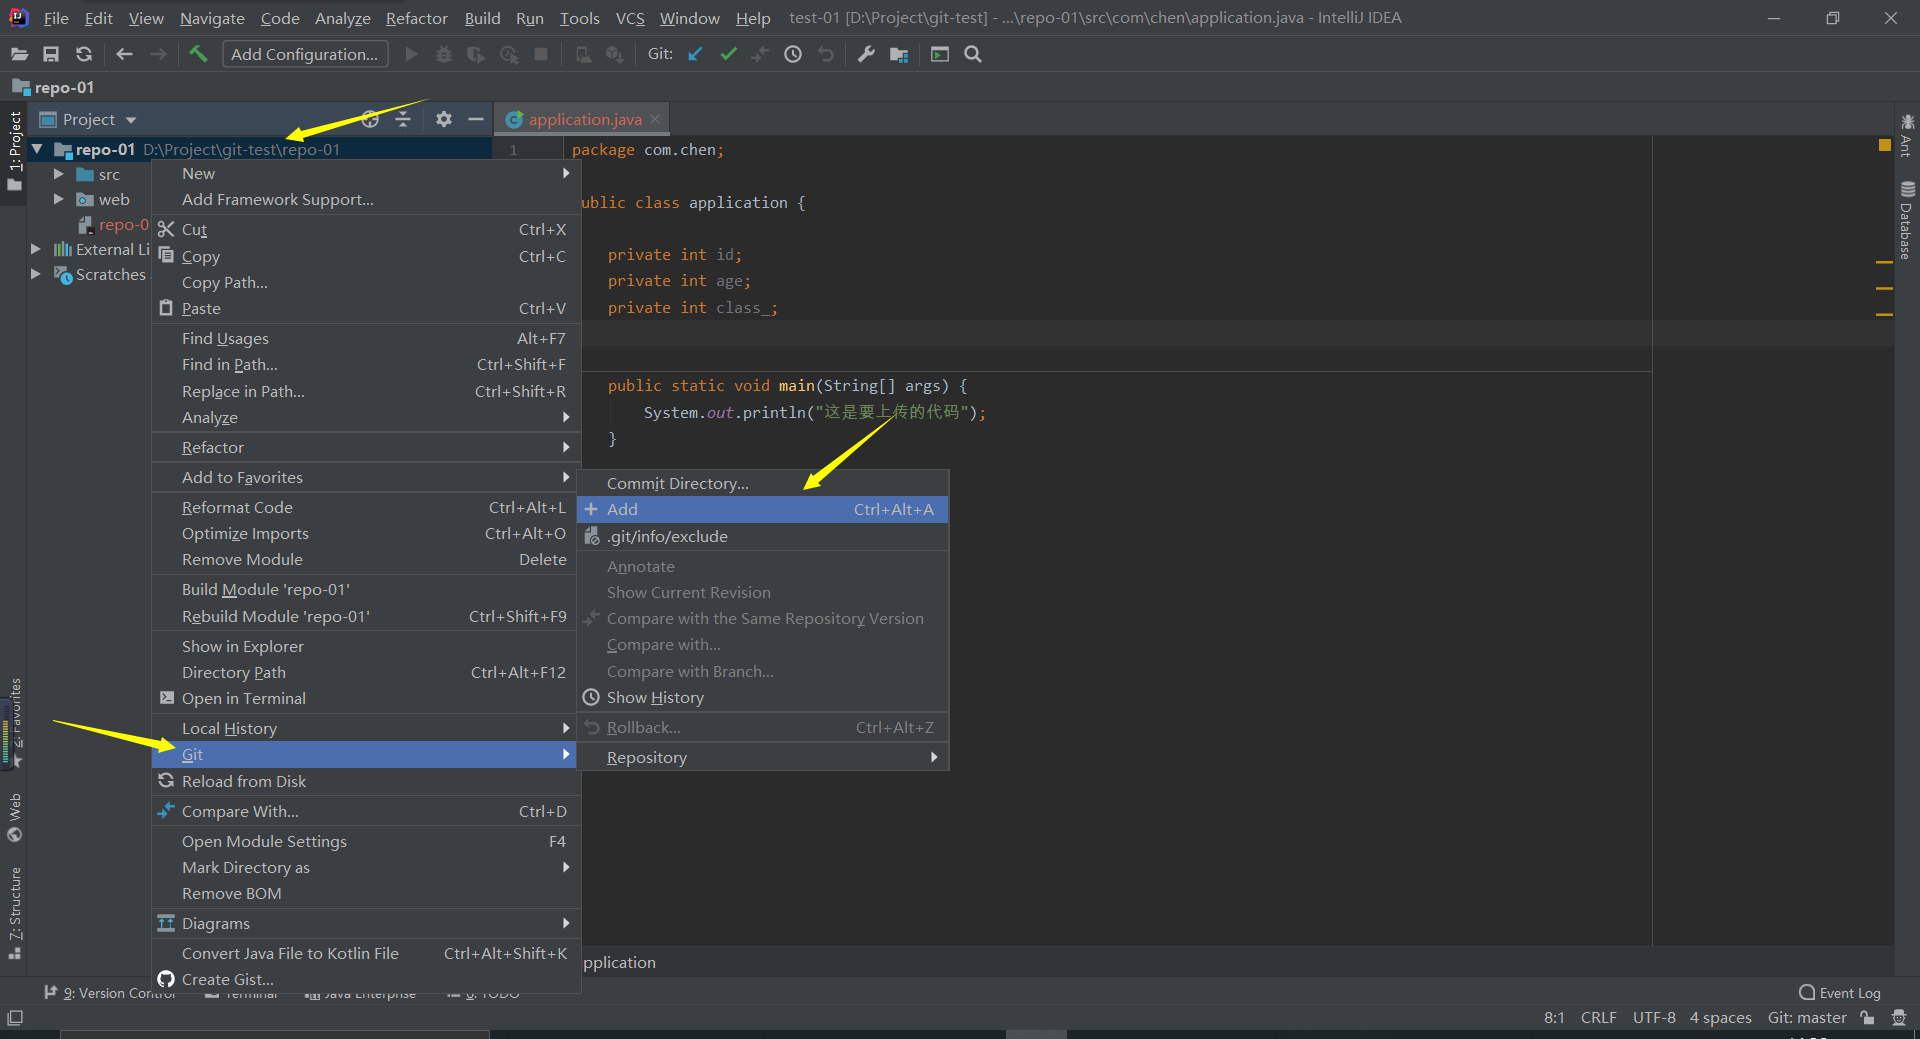 File Edit View Navigate Code Analyze Refactor Build Run Tools VCS Window Help test-01 [D:\Project\git-test] - ...\repo-01\src\com\chen\application.java - IntelliJ IDEA
Add Configuration... Git:
repo-01
1: Project
Project
application.java
Ant
Database
repo-01 D:\Project\git-test\repo-01
src
web
repo-0
External Li
Scratches
1 package com.chen;
ublic class application {
private int id;
private int age;
private int class_;
public static void main(String[] args) {
System.out.println("这是要上传的代码");
}
New
Add Framework Support...
Cut Ctrl+X
Copy Ctrl+C
Copy Path...
Paste Ctrl+V
Find Usages Alt+F7
Find in Path... Ctrl+Shift+F
Replace in Path... Ctrl+Shift+R
Analyze
Refactor
Add to Favorites
Reformat Code Ctrl+Alt+L
Optimize Imports Ctrl+Alt+O
Remove Module Delete
Build Module 'repo-01'
Rebuild Module 'repo-01' Ctrl+Shift+F9
Show in Explorer
Directory Path Ctrl+Alt+F12
Open in Terminal
Local History
Git
Reload from Disk
Compare With... Ctrl+D
Open Module Settings F4
Mark Directory as
Remove BOM
Diagrams
Convert Java File to Kotlin File Ctrl+Alt+Shift+K
Create Gist...
Commit Directory...
Add Ctrl+Alt+A
.git/info/exclude
Annotate
Show Current Revision
Compare with the Same Repository Version
Compare with...
Compare with Branch...
Show History
Rollback... Ctrl+Alt+Z
Repository
2: Favorites
Web
Z: Structure
pplication
9: Version Control Terminal Java Enterprise 6: TODO
Event Log
8:1 CRLF UTF-8 4 spaces Git: master